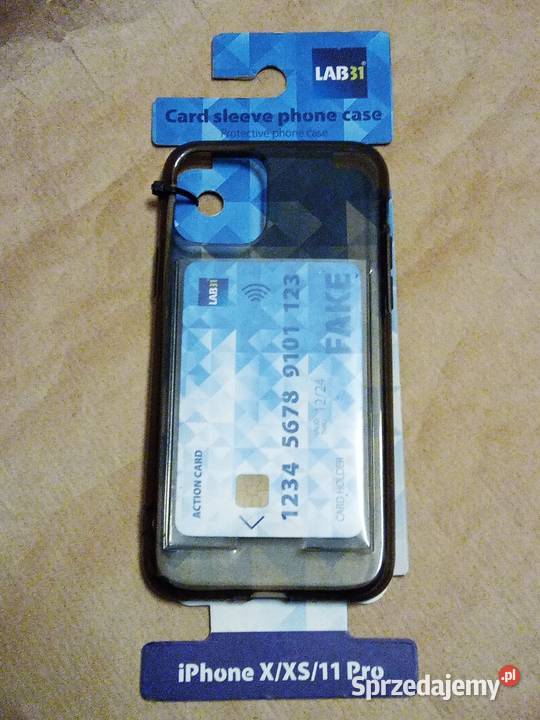 LAB31®
Card sleeve phone case
Protective phone case
LAB31
ACTION CARD
1234 5678 9101 123
12/24
CARD HOLDER
FAKE
iPhone X/XS/11 Pro
Sprzedajemy.pl